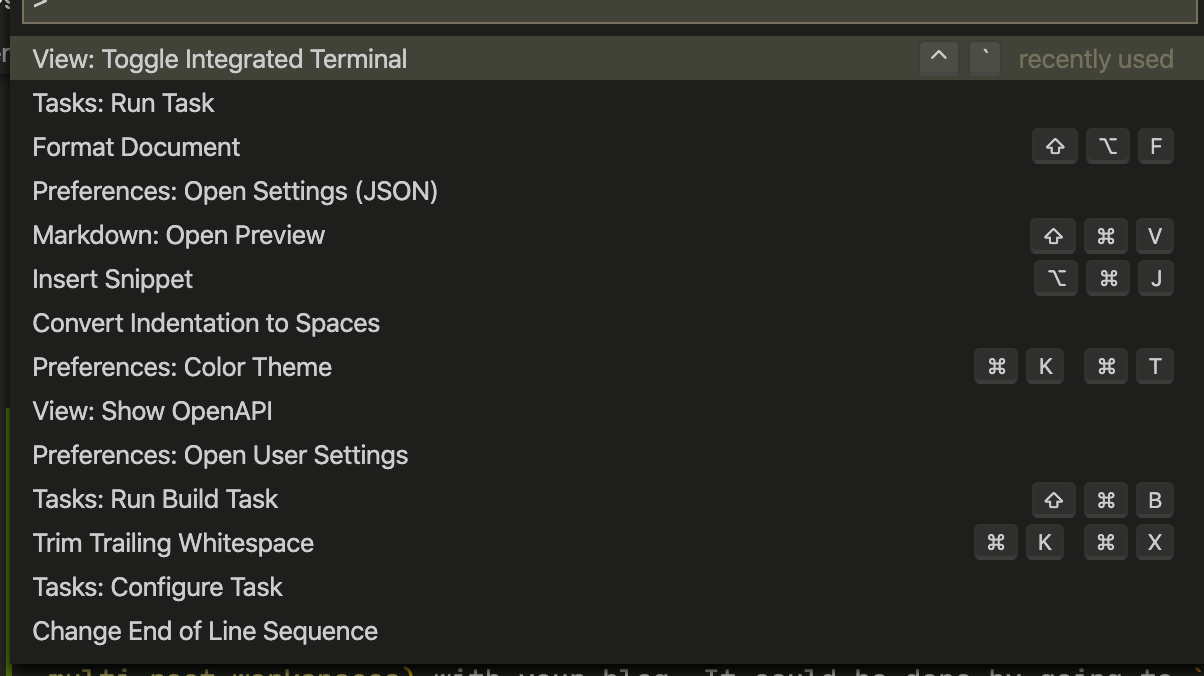 >
View: Toggle Integrated Terminal ^ ` recently used
Tasks: Run Task
Format Document ⇧ ⌥ F
Preferences: Open Settings (JSON)
Markdown: Open Preview ⇧ ⌘ V
Insert Snippet ⌥ ⌘ J
Convert Indentation to Spaces
Preferences: Color Theme ⌘ K ⌘ T
View: Show OpenAPI
Preferences: Open User Settings
Tasks: Run Build Task ⇧ ⌘ B
Trim Trailing Whitespace ⌘ K ⌘ X
Tasks: Configure Task
Change End of Line Sequence
with your blog. It could be done by going to